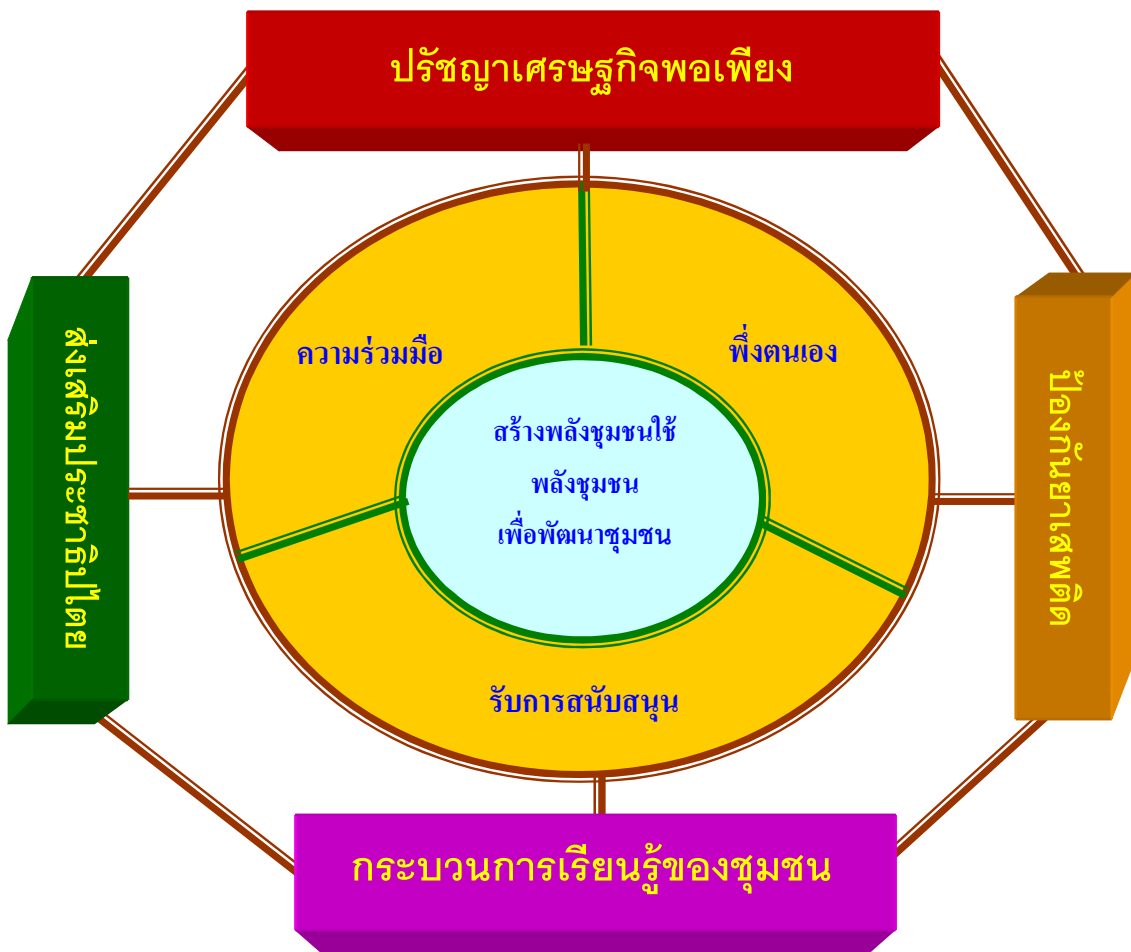 ปรัชญาเศรษฐกิจพอเพียง
ความร่วมมือ
พึ่งตนเอง
ส่งเสริมประชาธิปไตย
สร้างพลังชุมชนใช้
พลังชุมชน
เพื่อพัฒนาชุมชน
ป้องกันยาเสพติด
รับการสนับสนุน
กระบวนการเรียนรู้ของชุมชน